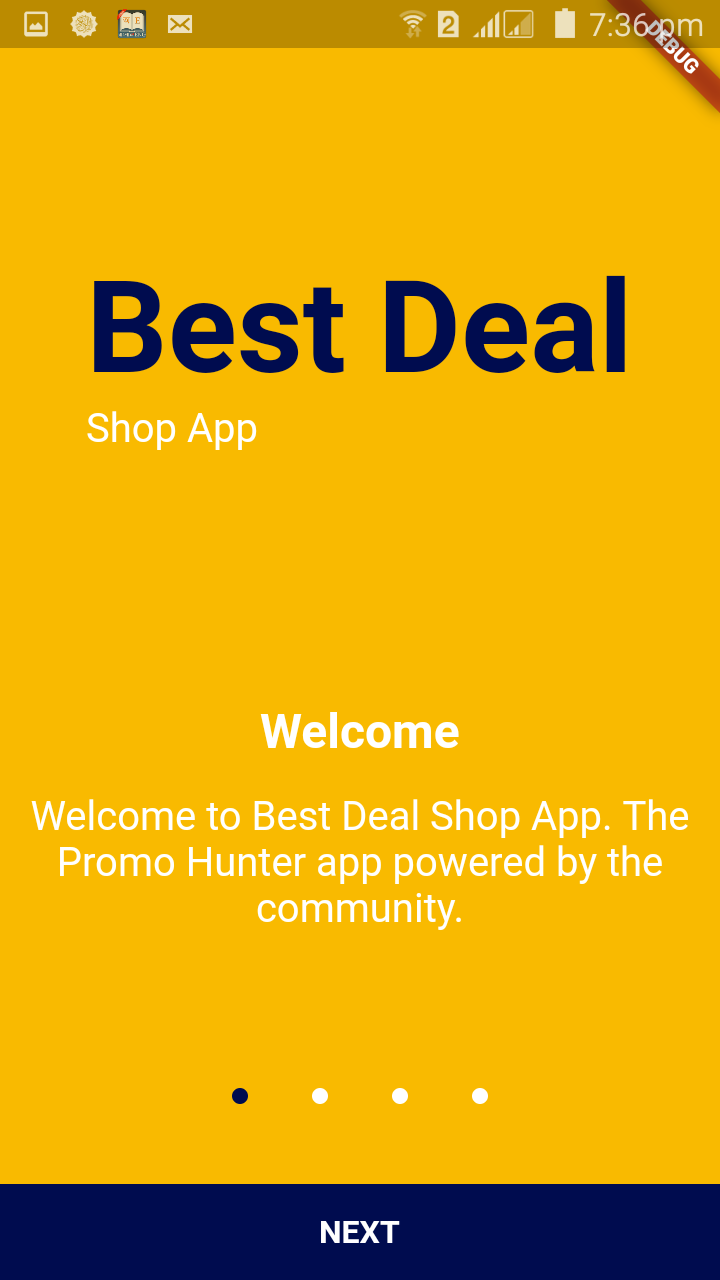 2 7:36 pm
DEBUG
Best Deal
Shop App
Welcome
Welcome to Best Deal Shop App. The
Promo Hunter app powered by the
community.
NEXT